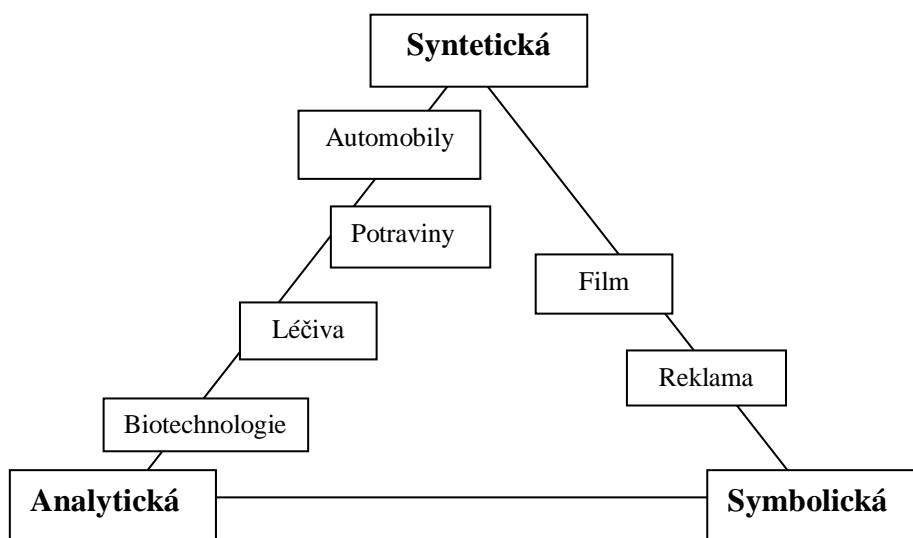 Syntetická
Automobily
Potraviny
Film
Léčiva
Reklama
Biotechnologie
Analytická
Symbolická